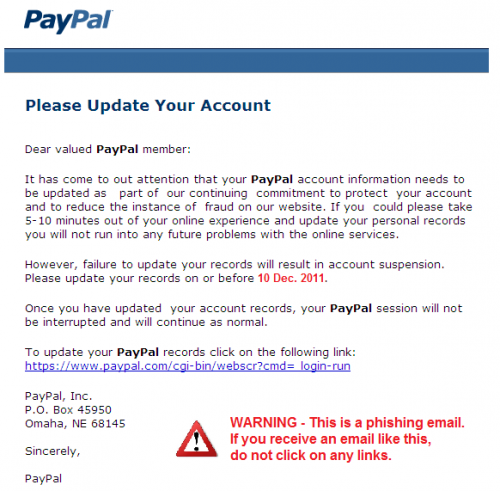 PayPal
Please Update Your Account
Dear valued PayPal member:
It has come to out attention that your PayPal account information needs to
be updated as part of our continuing commitment to protect your account
and to reduce the instance of fraud on our website. If you could please take
5-10 minutes out of your online experience and update your personal records
you will not run into any future problems with the online services.
However, failure to update your records will result in account suspension.
Please update your records on or before 10 Dec. 2011.
Once you have updated your account records, your PayPal session will not
be interrupted and will continue as normal.
To update your PayPal records click on the following link:
https://www.paypal.com/cgi-bin/webscr?cmd=_login-run
PayPal, Inc.
P.O. Box 45950
Omaha, NE 68145
Sincerely,
PayPal
WARNING - This is a phishing email.
If you receive an email like this,
do not click on any links.